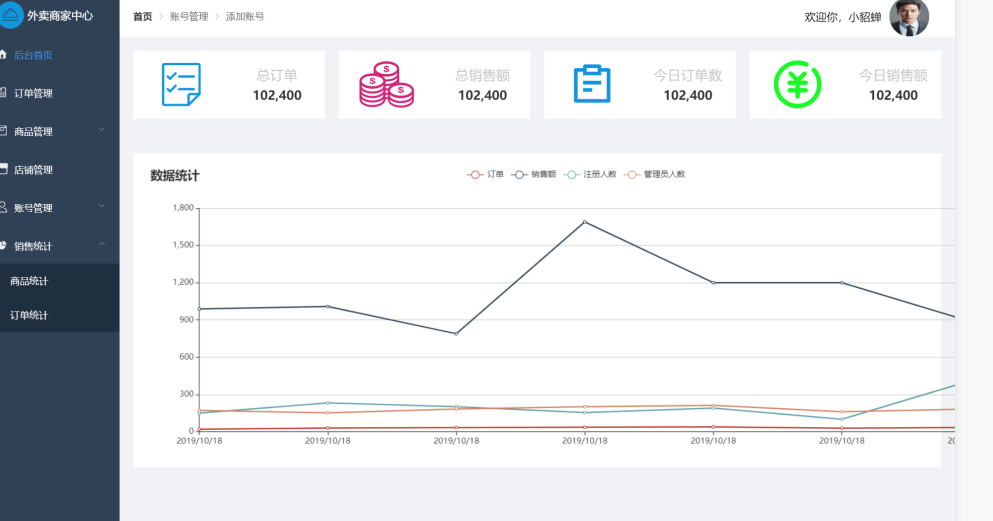 外卖商家中心
后台首页
订单管理
商品管理
店铺管理
账号管理
销售统计
商品统计
订单统计
首页 > 账号管理 > 添加账号
欢迎你，小貂蝉
总订单
102,400
总销售额
102,400
今日订单数
102,400
今日销售额
102,400
数据统计
订单 销售额 注册人数 管理员人数
1,800
1,500
1,200
900
600
300
0
2019/10/18 2019/10/18 2019/10/18 2019/10/18 2019/10/18 2019/10/18 20